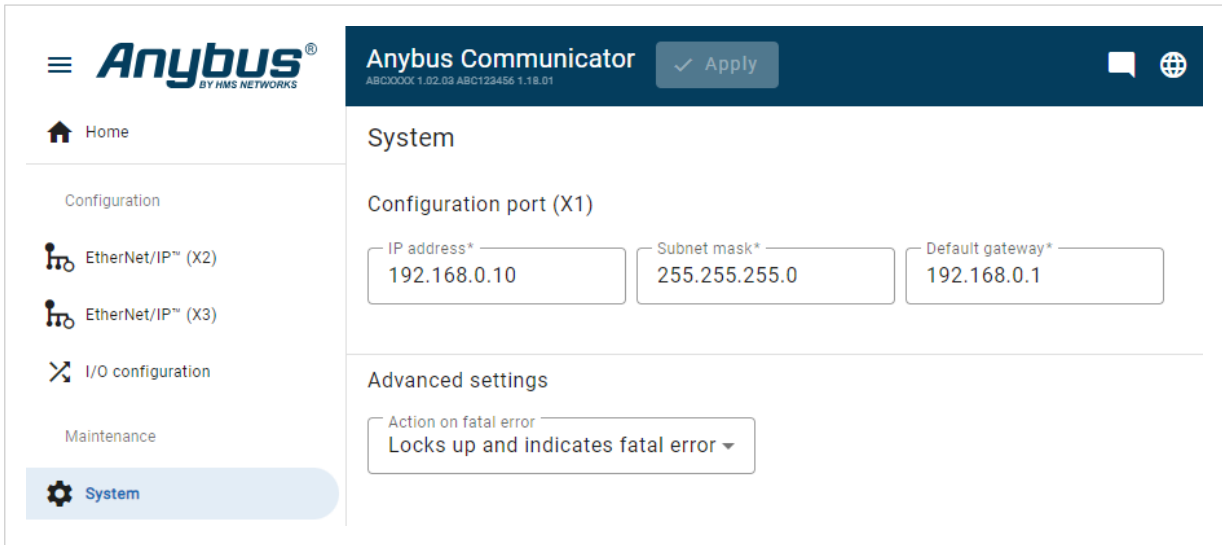 Anybus®
BY HMS NETWORKS
Home
Configuration
EtherNet/IP™ (X2)
EtherNet/IP™ (X3)
I/O configuration
Maintenance
System
Anybus Communicator
ABCXXXX 1.02.03 ABC123456 1.18.01
Apply
System
Configuration port (X1)
IP address*
192.168.0.10
Subnet mask*
255.255.255.0
Default gateway*
192.168.0.1
Advanced settings
Action on fatal error
Locks up and indicates fatal error